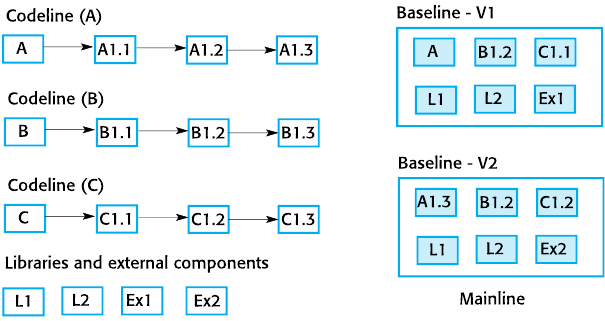 Codeline (A)
A A1.1 A1.2 A1.3
Codeline (B)
B B1.1 B1.2 B1.3
Codeline (C)
C C1.1 C1.2 C1.3
Libraries and external components
L1 L2 Ex1 Ex2
Baseline - V1
A B1.2 C1.1
L1 L2 Ex1
Baseline - V2
A1.3 B1.2 C1.2
L1 L2 Ex2
Mainline